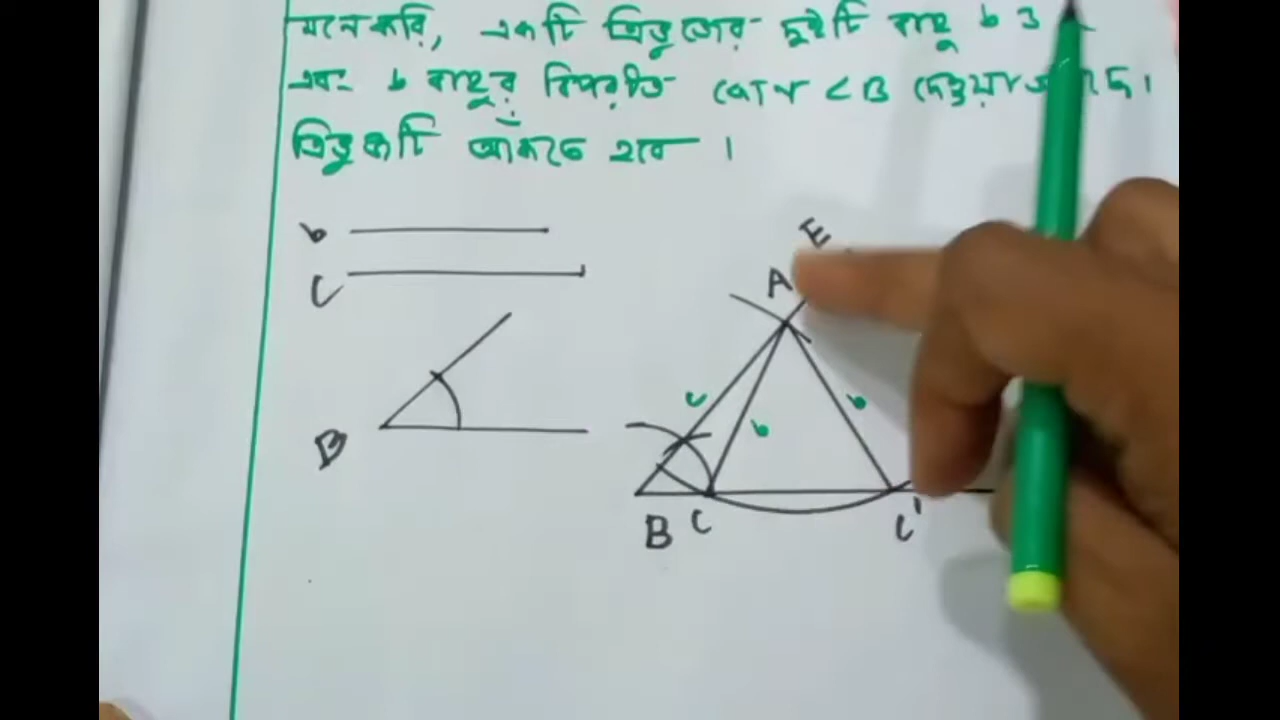 মনেকরি, একটি ত্রিভুজের দুইটি বাহু b ও
এবং b বাহুর বিপরীত কোণ ∠B দেওয়া
ত্রিভুজটি আঁকতে হবে ।
b
C
B
E
A
c
b
b
B C
C'